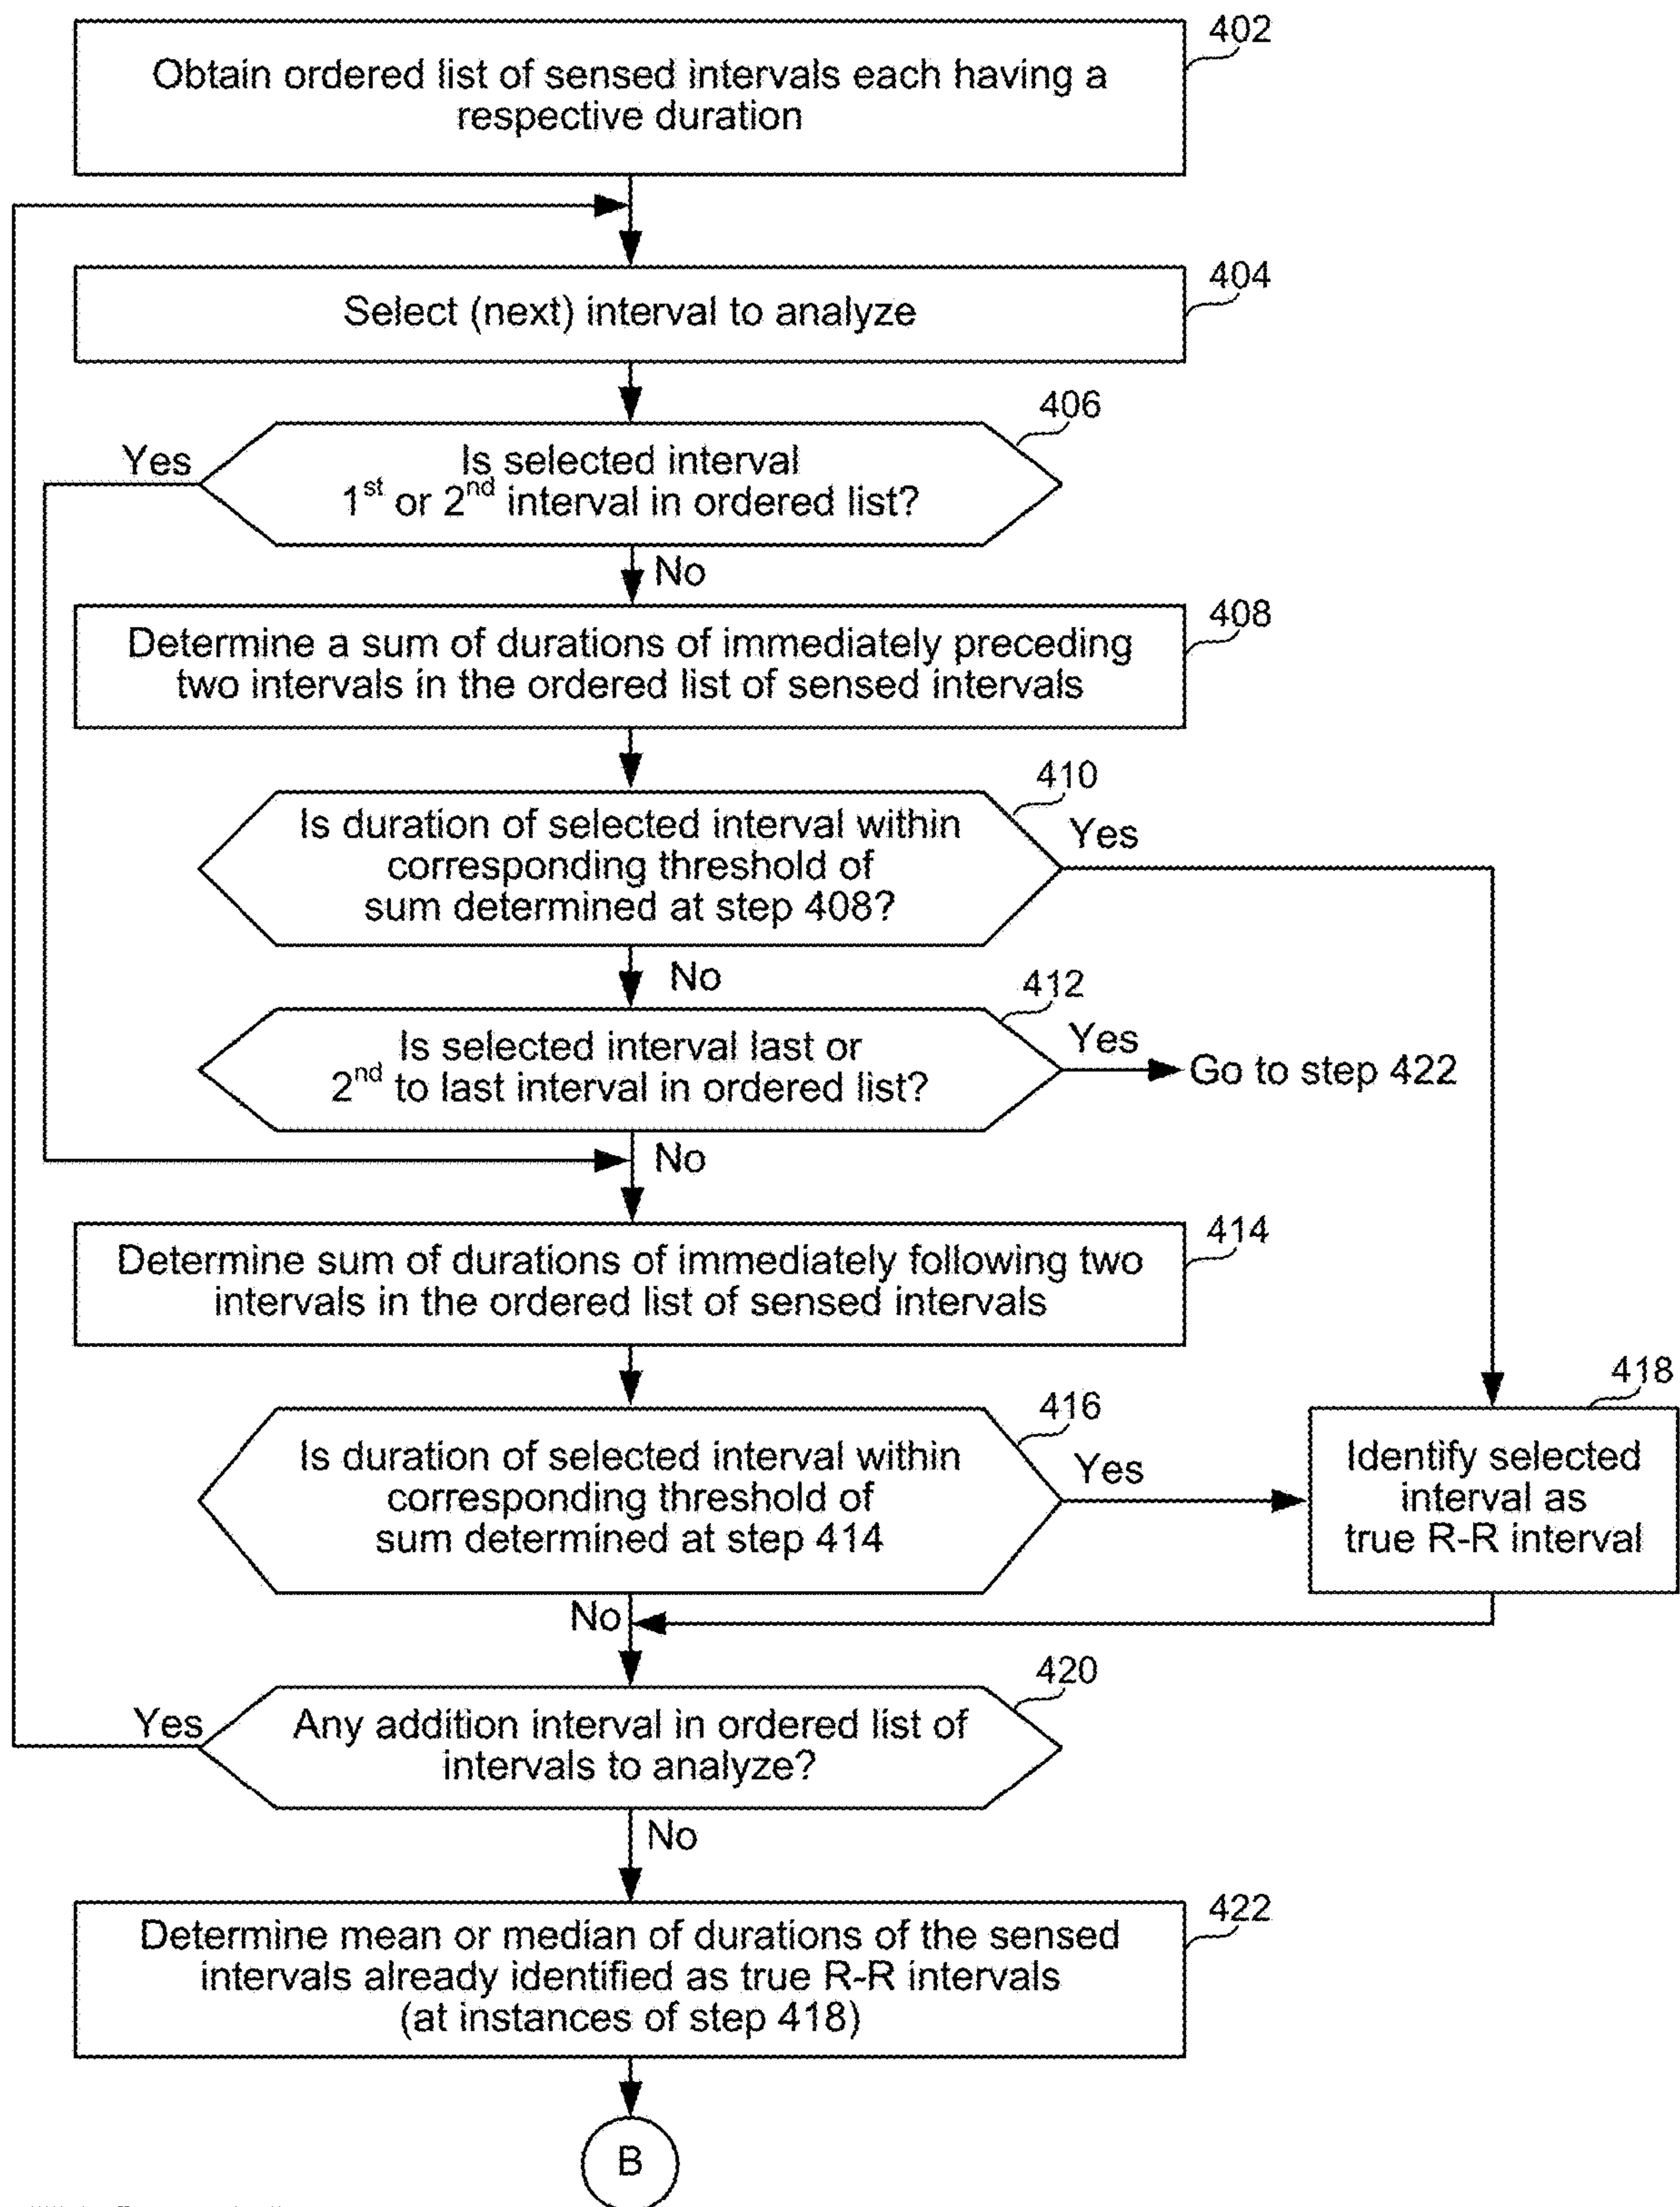 402
Obtain ordered list of sensed intervals each having a
respective duration
404
Select (next) interval to analyze
406
Yes
Is selected interval
1st or 2nd interval in ordered list?
No
408
Determine a sum of durations of immediately preceding
two intervals in the ordered list of sensed intervals
410
Is duration of selected interval within
corresponding threshold of
sum determined at step 408?
Yes
No
412
Is selected interval last or
2nd to last interval in ordered list?
Yes
Go to step 422
No
414
Determine sum of durations of immediately following two
intervals in the ordered list of sensed intervals
416
Is duration of selected interval within
corresponding threshold of
sum determined at step 414
Yes
418
Identify selected
interval as
true R-R interval
No
420
Yes
Any addition interval in ordered list of
intervals to analyze?
No
422
Determine mean or median of durations of the sensed
intervals already identified as true R-R intervals
(at instances of step 418)
B